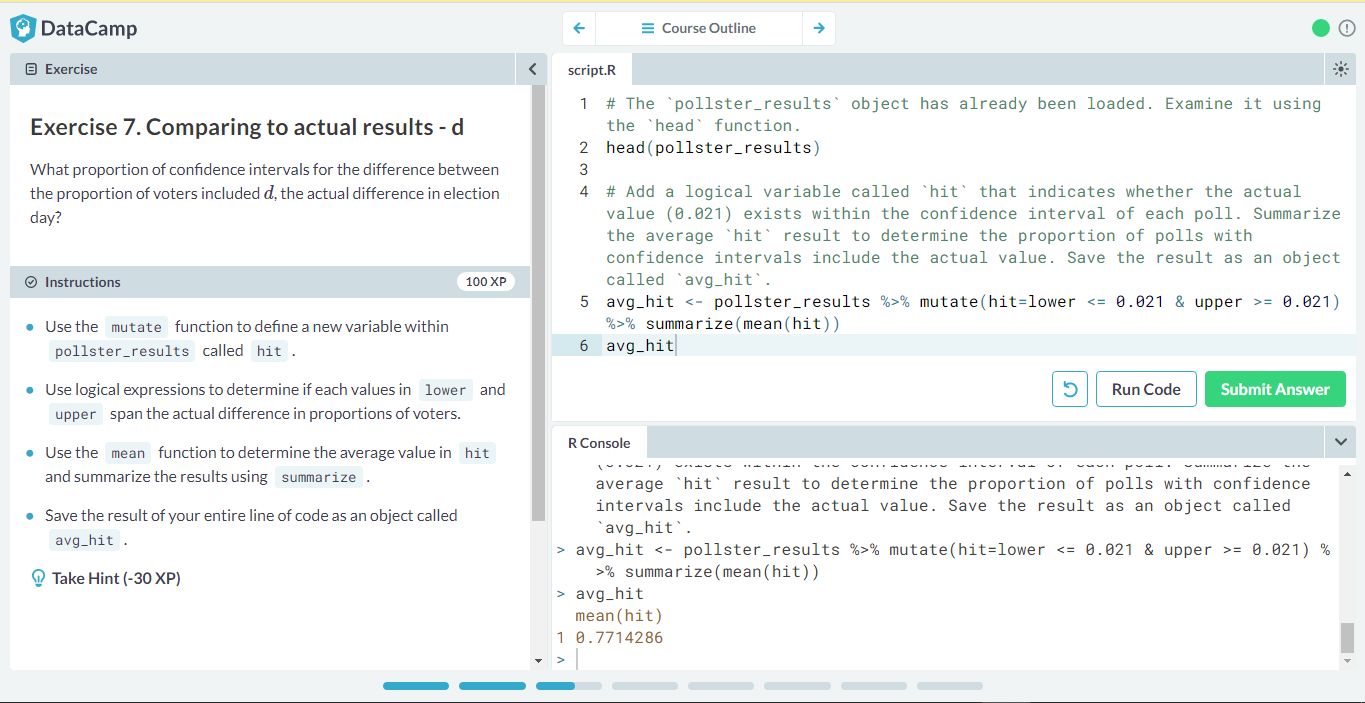 DataCamp
Course Outline
Exercise
script.R
Exercise 7. Comparing to actual results - d
What proportion of confidence intervals for the difference between
the proportion of voters included d, the actual difference in election
day?
Instructions
100 XP
Use the mutate function to define a new variable within
pollster_results called hit .
Use logical expressions to determine if each values in lower and
upper span the actual difference in proportions of voters.
Use the mean function to determine the average value in hit
and summarize the results using summarize .
Save the result of your entire line of code as an object called
avg_hit .
Take Hint (-30 XP)
1 # The `pollster_results` object has already been loaded. Examine it using
the `head` function.
2 head(pollster_results)
3
4 # Add a logical variable called `hit` that indicates whether the actual
value (0.021) exists within the confidence interval of each poll. Summarize
the average `hit` result to determine the proportion of polls with
confidence intervals include the actual value. Save the result as an object
called `avg_hit`.
5 avg_hit <- pollster_results %>% mutate(hit=lower <= 0.021 & upper >= 0.021)
%>% summarize(mean(hit))
6 avg_hit
Run Code
Submit Answer
R Console
(0.021) exists within the confidence interval of each poll. Summarize the
average `hit` result to determine the proportion of polls with confidence
intervals include the actual value. Save the result as an object called
`avg_hit`.
> avg_hit <- pollster_results %>% mutate(hit=lower <= 0.021 & upper >= 0.021) %
>% summarize(mean(hit))
> avg_hit
mean(hit)
1 0.7714286
>